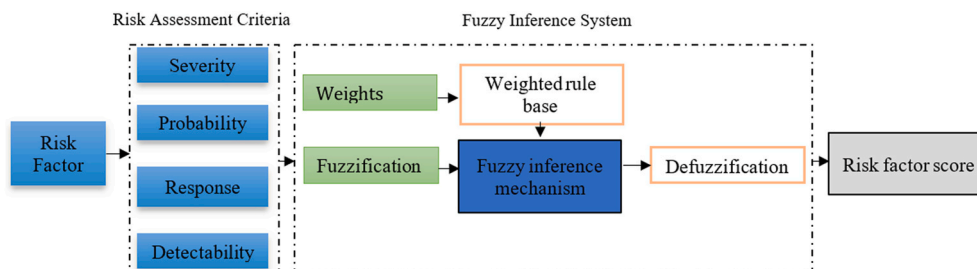 Risk Assessment Criteria
Fuzzy Inference System
Severity
Probability
Response
Detectability
Risk
Factor
Weights
Weighted rule
base
Fuzzification
Fuzzy inference
mechanism
Defuzzification
Risk factor score